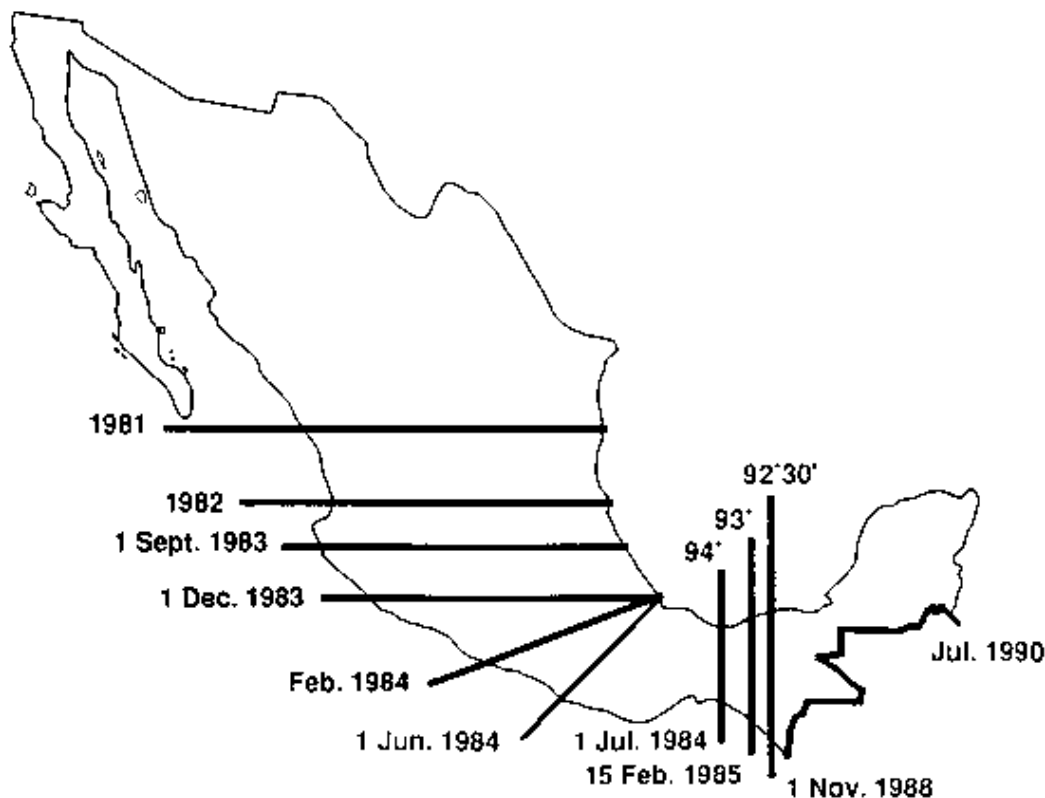 1981
92°30'
1982
93°
1 Sept. 1983
94°
1 Dec. 1983
Jul. 1990
Feb. 1984
1 Jun. 1984
1 Jul. 1984
15 Feb. 1985
1 Nov. 1988